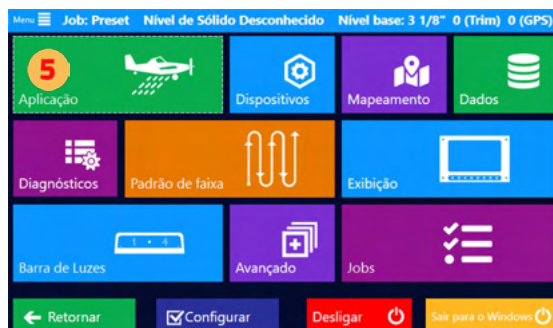 Menu Job: Preset Nível de Sólido Desconhecido Nível base: 3 1/8" 0 (Trim) 0 (GPS)
5
Aplicação Dispositivos Mapeamento Dados
Diagnósticos Padrão de faixa Exibição
1 • 4
Barra de Luzes Avançado Jobs
Retornar Configurar Desligar Sair para o Windows